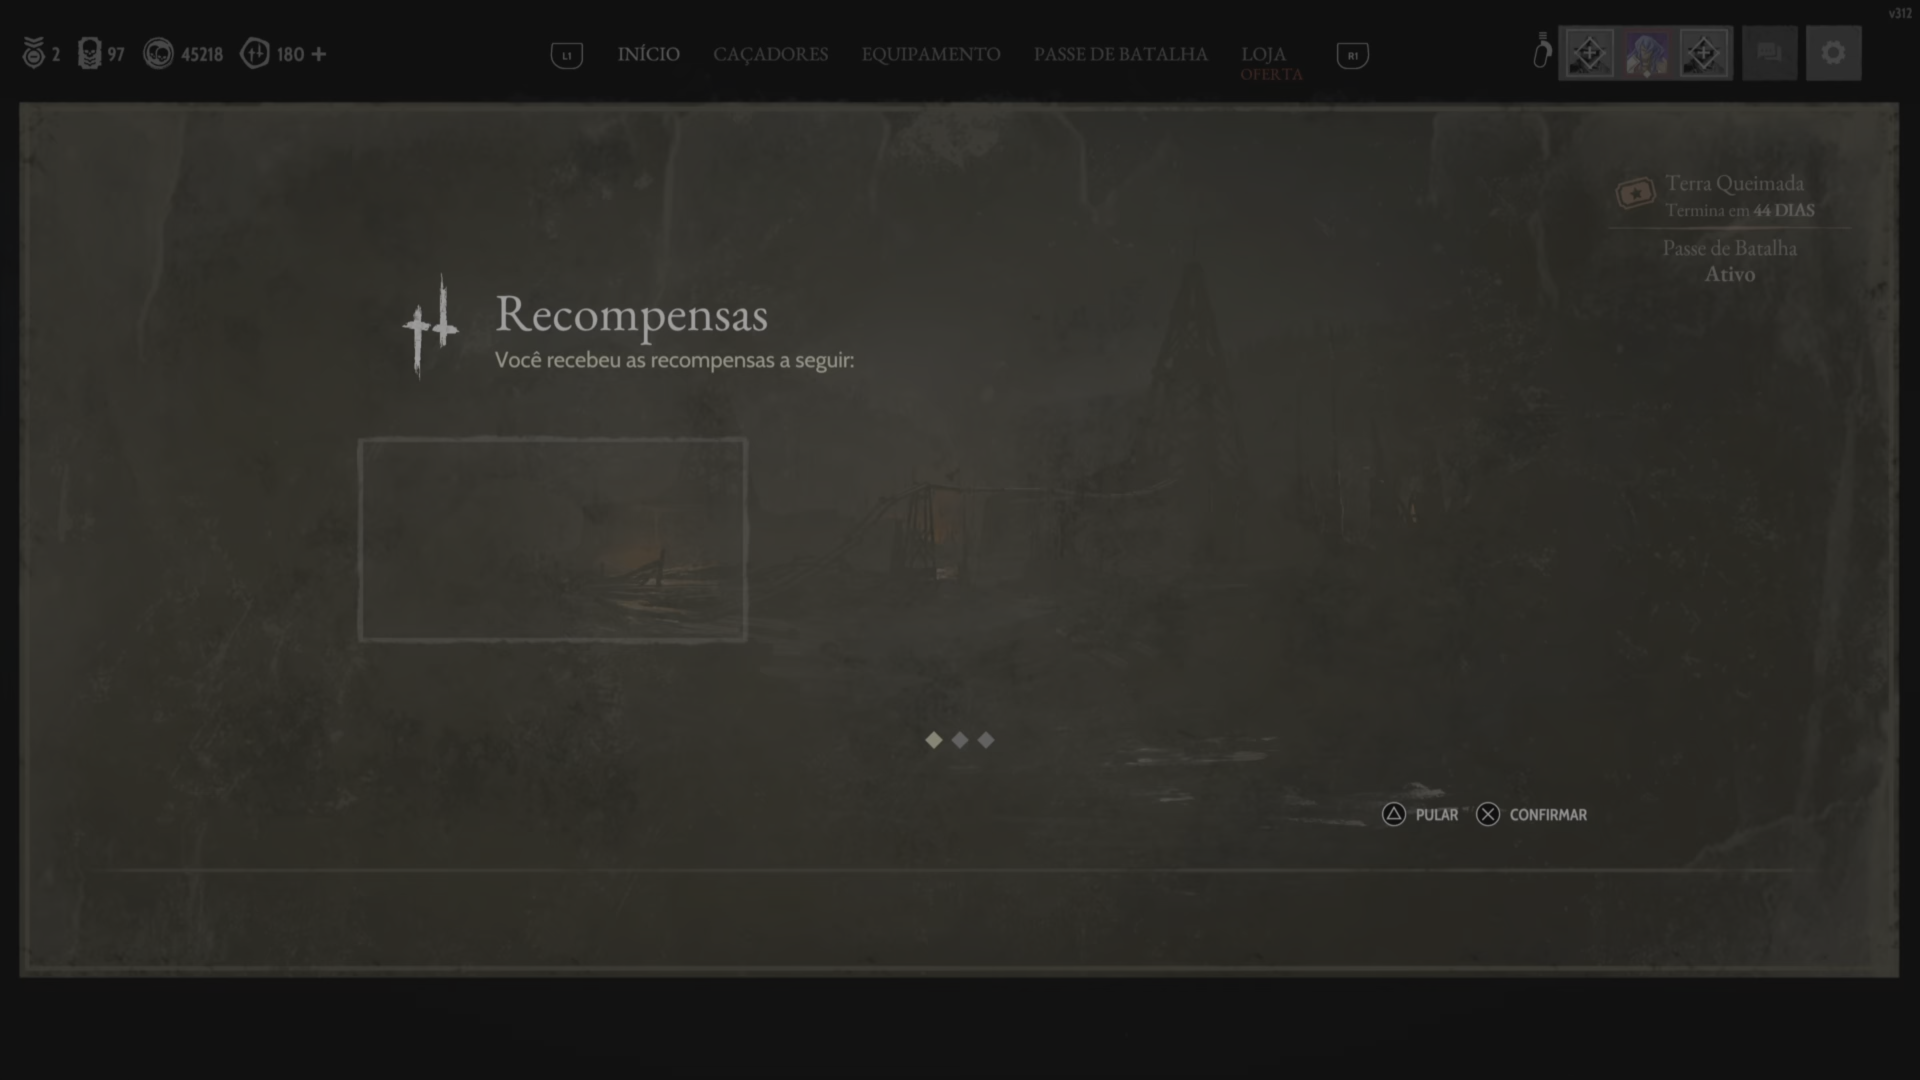 v312
2 97 45218 180 +
L1 INÍCIO CAÇADORES EQUIPAMENTO PASSE DE BATALHA LOJA R1
OFERTA
Terra Queimada
Termina em 44 DIAS
Passe de Batalha
Ativo
Recompensas
Você recebeu as recompensas a seguir:
PULAR CONFIRMAR